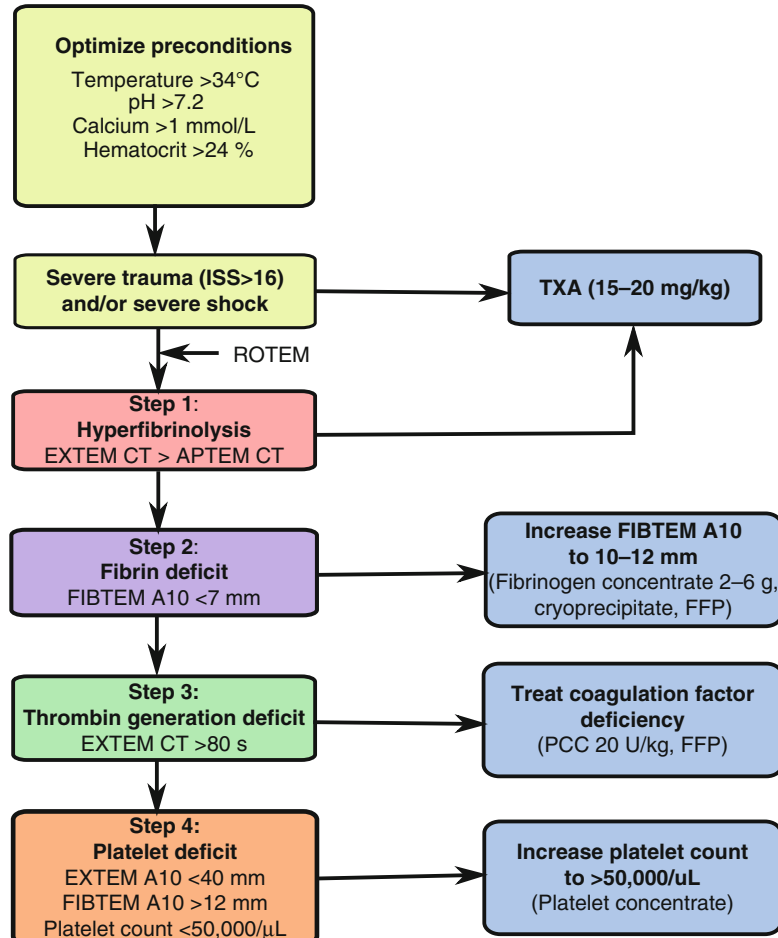 Optimize preconditions
Temperature >34°C
pH >7.2
Calcium >1 mmol/L
Hematocrit >24 %
Severe trauma (ISS>16)
and/or severe shock
TXA (15–20 mg/kg)
ROTEM
Step 1:
Hyperfibrinolysis
EXTEM CT > APTEM CT
Step 2:
Fibrin deficit
FIBTEM A10 <7 mm
Increase FIBTEM A10
to 10–12 mm
(Fibrinogen concentrate 2–6 g,
cryoprecipitate, FFP)
Step 3:
Thrombin generation deficit
EXTEM CT >80 s
Treat coagulation factor
deficiency
(PCC 20 U/kg, FFP)
Step 4:
Platelet deficit
EXTEM A10 <40 mm
FIBTEM A10 >12 mm
Platelet count <50,000/μL
Increase platelet count
to >50,000/uL
(Platelet concentrate)